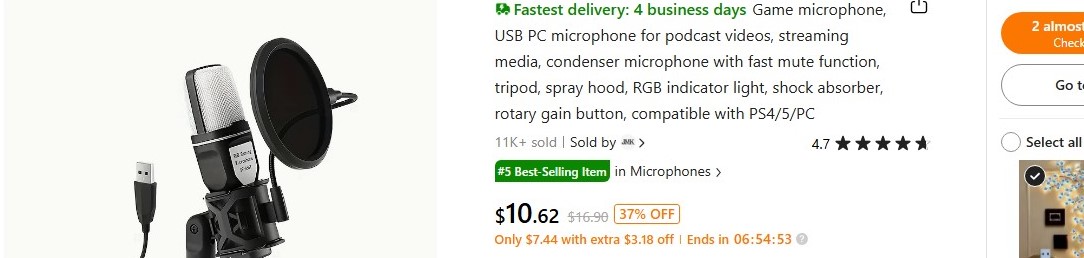 Fastest delivery: 4 business days Game microphone,
USB PC microphone for podcast videos, streaming
media, condenser microphone with fast mute function,
tripod, spray hood, RGB indicator light, shock absorber,
rotary gain button, compatible with PS4/5/PC
11K+ sold | Sold by JMK >
4.7
#5 Best-Selling Item in Microphones >
$10.62 $16.90 37% OFF
Only $7.44 with extra $3.18 off | Ends in 06:54:53 ?
2 almost
Check
Go t
Select all